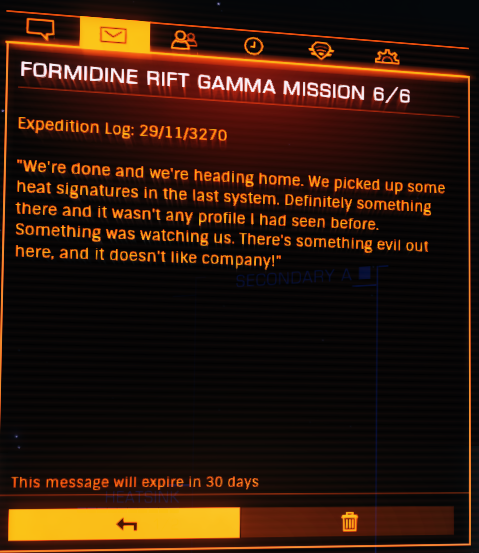 FORMIDINE RIFT GAMMA MISSION 6/6
Expedition Log: 29/11/3270
"We're done and we're heading home. We picked up some
heat signatures in the last system. Definitely something
there and it wasn't any profile I had seen before.
Something was watching us. There's something evil out
here, and it doesn't like company!"
SECONDARY A
This message will expire in 30 days
HEATSINK